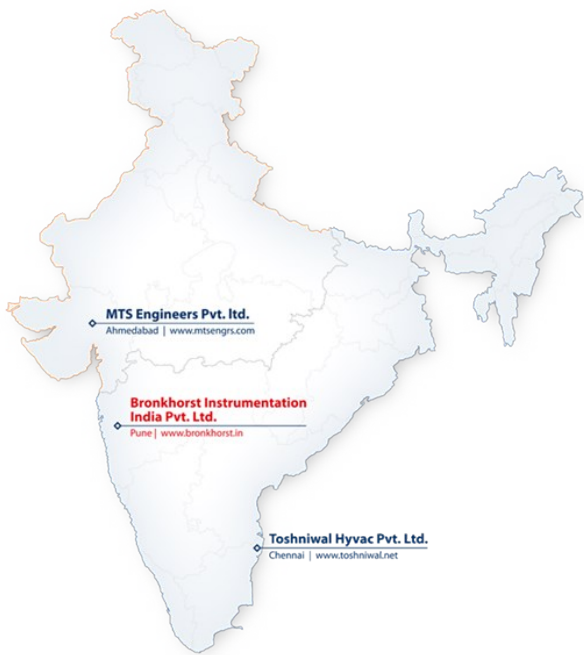 MTS Engineers Pvt. ltd.
Ahmedabad | www.mtsengrs.com
Bronkhorst Instrumentation
India Pvt. Ltd.
Pune | www.bronkhorst.in
Toshniwal Hyvac Pvt. Ltd.
Chennai | www.toshniwal.net